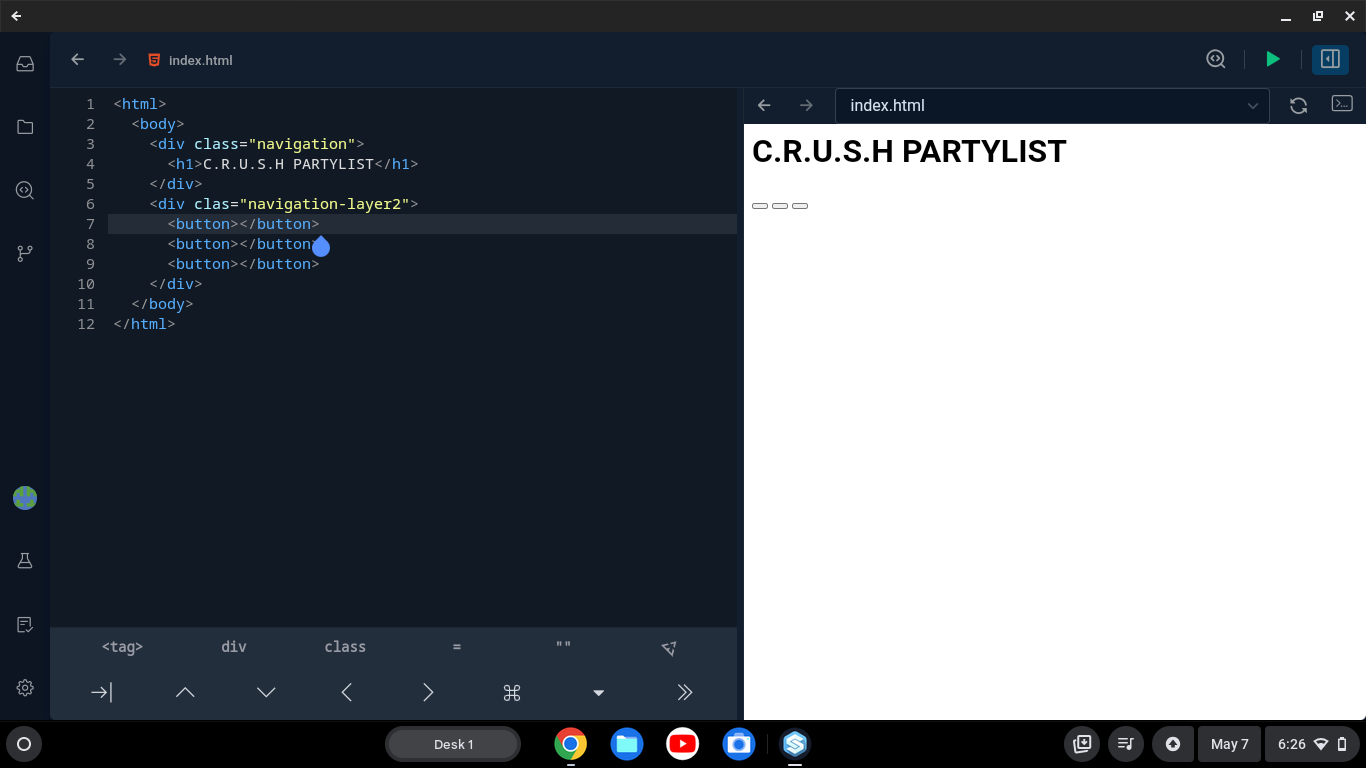 index.html
1 <html>
2 <body>
3 <div class="navigation">
4 <h1>C.R.U.S.H PARTYLIST</h1>
5 </div>
6 <div clas="navigation-layer2">
7 <button></button>
8 <button></button>
9 <button></button>
10 </div>
11 </body>
12 </html>
<tag> div class = ""
index.html
C.R.U.S.H PARTYLIST
Desk 1
May 7
6:26